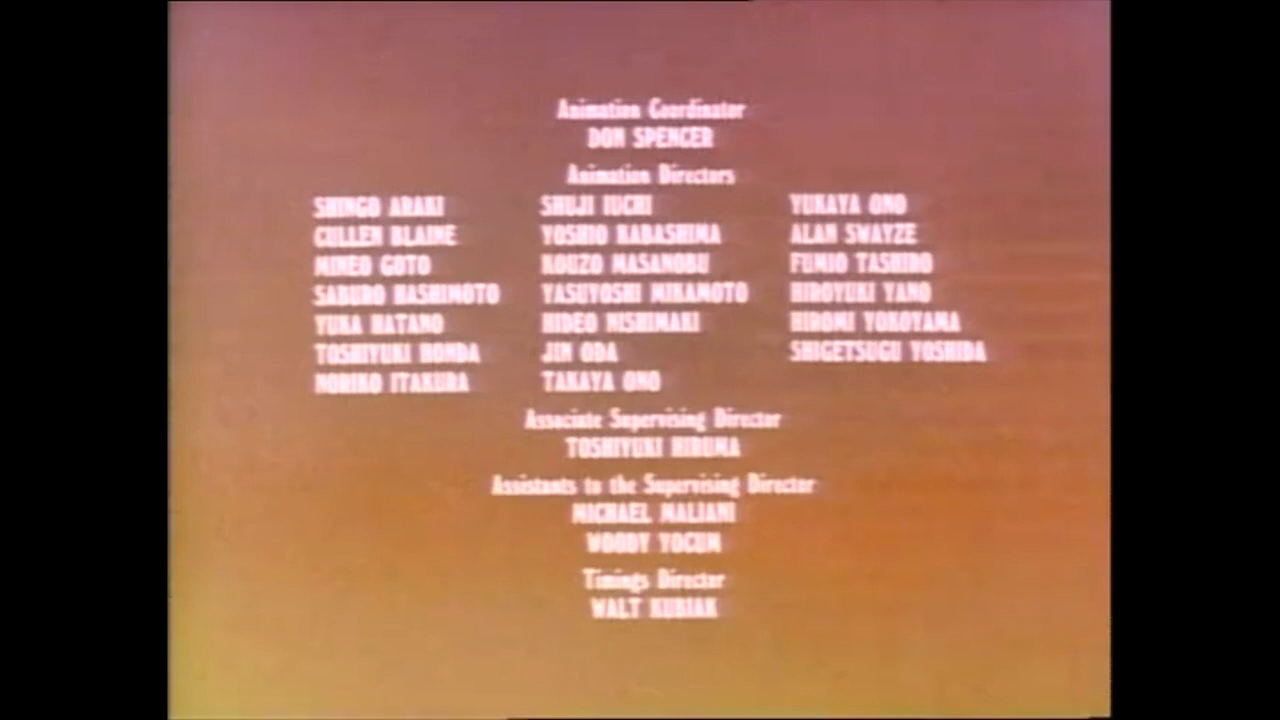 Animation Coordinator
DON SPENCER
Animation Directors
SHINGO ARAKI SHUJI IUCHI YUKAYA ONO
CULLEN BLAINE YOSHIO KABASHIMA ALAN SWAYZE
MINEO GOTO KOUZO MASANOBU FUMIO TASHIRO
SABURO HASHIMOTO YASUYOSHI MIKAMOTO HIROYUKI YANO
YUKA HATANO HIDEO NISHIMAKI HIROMI YOKOYAMA
TOSHIYUKI HONDA JIN ODA SHIGETSUGU YOSHIDA
NORIKO ITAKURA TAKAYA ONO
Associate Supervising Director
TOSHIYUKI HIRUMA
Assistants to the Supervising Director
MICHAEL MALIANI
WOODY YOCUM
Timings Director
WALT KUBIAK